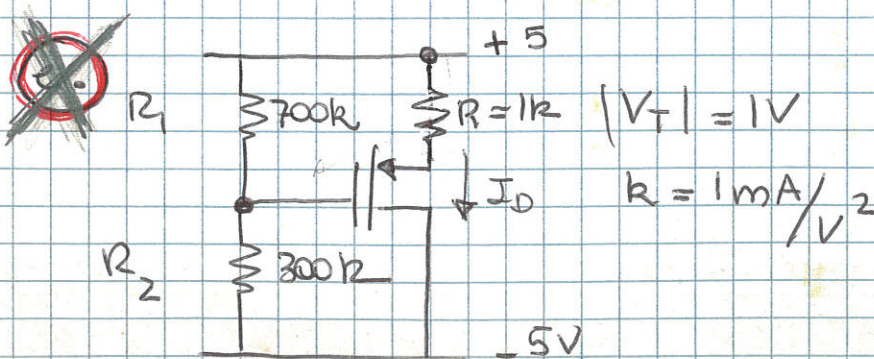 +5
R1 700k R=1k |VT| = 1V
ID k = 1mA/V2
R2 300k
-5V